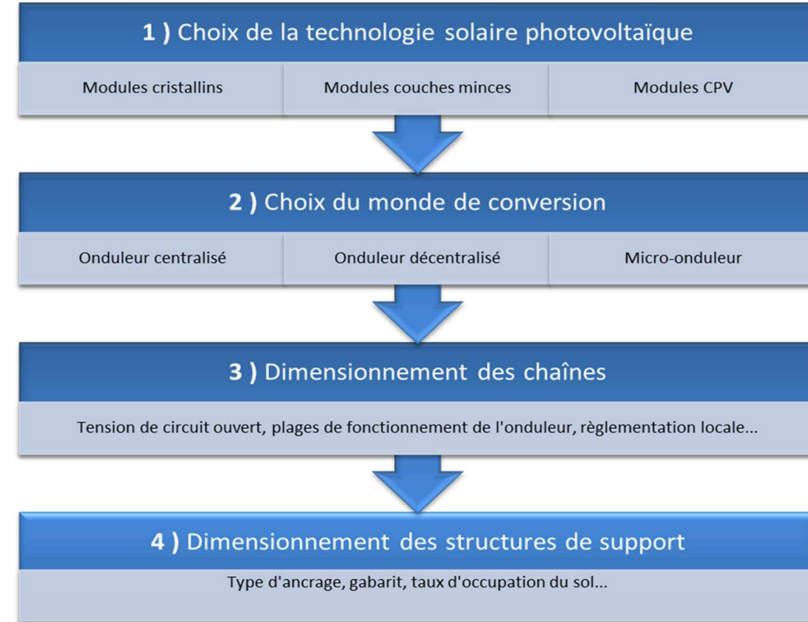 1 ) Choix de la technologie solaire photovoltaïque
Modules cristallins
Modules couches minces
Modules CPV
2 ) Choix du monde de conversion
Onduleur centralisé
Onduleur décentralisé
Micro-onduleur
3 ) Dimensionnement des chaînes
Tension de circuit ouvert, plages de fonctionnement de l'onduleur, règlementation locale...
4 ) Dimensionnement des structures de support
Type d'ancrage, gabarit, taux d'occupation du sol...